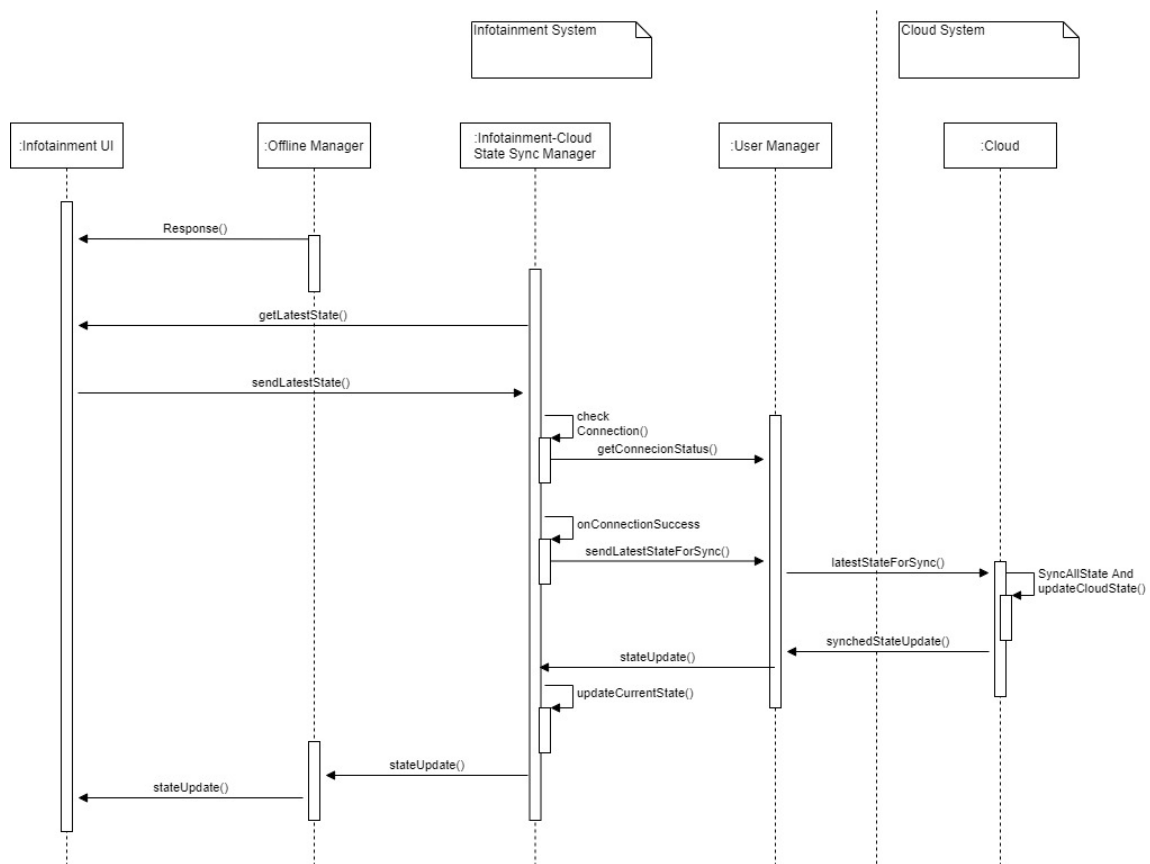 Infotainment System
Cloud System
:Infotainment UI
:Offline Manager
:Infotainment-Cloud
State Sync Manager
:User Manager
:Cloud
Response()
getLatestState()
sendLatestState()
check
Connection()
getConnecionStatus()
onConnectionSuccess
sendLatestStateForSync()
latestStateForSync()
SyncAllState And
updateCloudState()
synchedStateUpdate()
stateUpdate()
updateCurrentState()
stateUpdate()
stateUpdate()